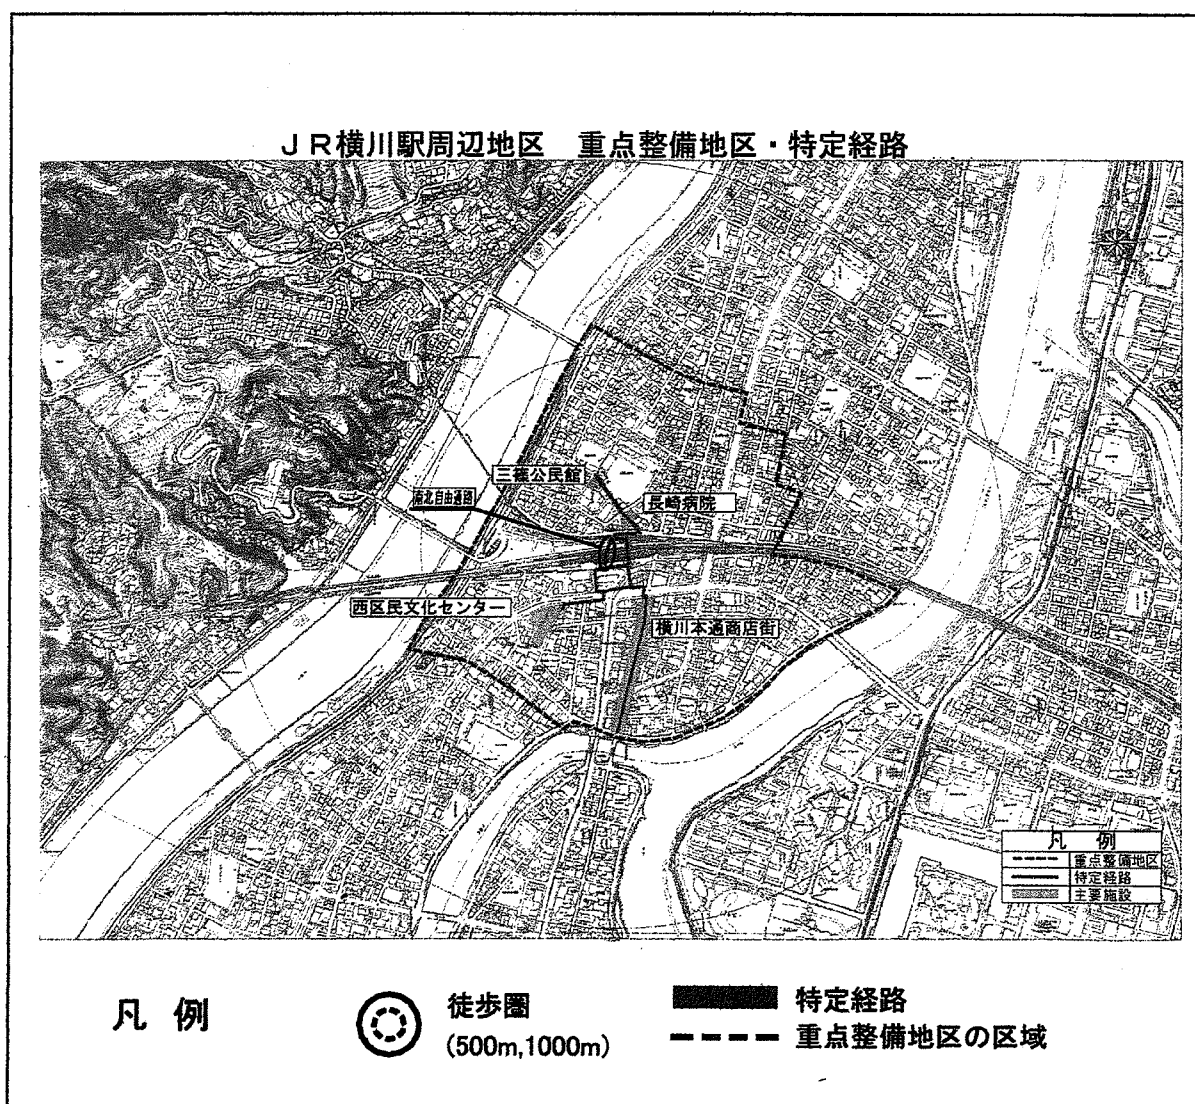 ＪＲ横川駅周辺地区　重点整備地区・特定経路
三篠公民館
南北自由通路
長崎病院
西区民文化センター
横川本通商店街
凡　例
重点整備地区
特定経路
主要施設
凡 例
徒歩圏
(500m,1000m)
特定経路
重点整備地区の区域